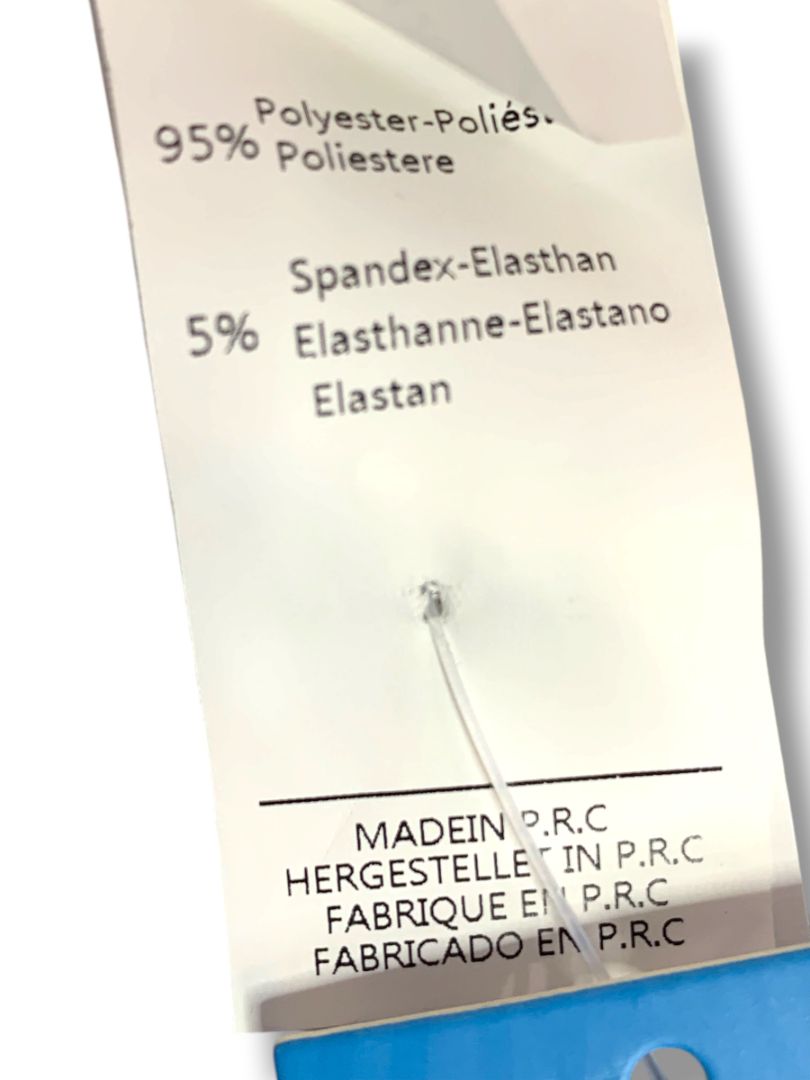 95% Polyester-Poliés.
Poliestere
Spandex-Elasthan
5% Elasthanne-Elastano
Elastan
MADEIN P.R.C
HERGESTELLET IN P.R.C
FABRIQUE EN P.R.C
FABRICADO EN P.R.C